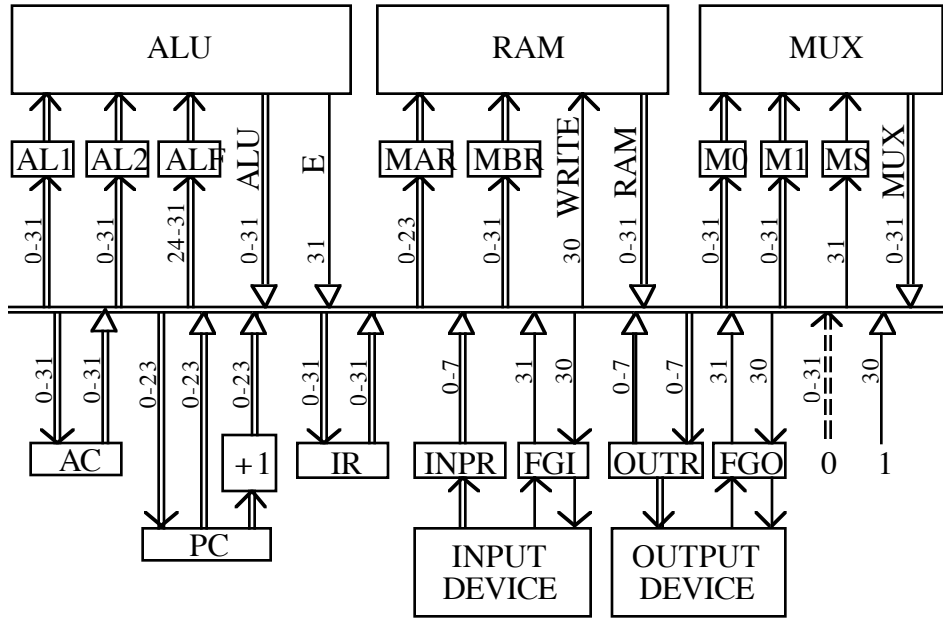 ALU RAM MUX
AL1 AL2 ALF ALU E MAR MBR WRITE RAM M0 M1 MS MUX
0-31 0-31 24-31 0-31 31 0-23 0-31 30 0-31 0-31 0-31 31 0-31
0-31 0-31 0-23 0-23 0-23 0-31 0-31 0-7 31 30 0-7 0-7 31 30 0-31 30
AC +1 IR INPR FGI OUTR FGO 0 1
PC
INPUT DEVICE
OUTPUT DEVICE